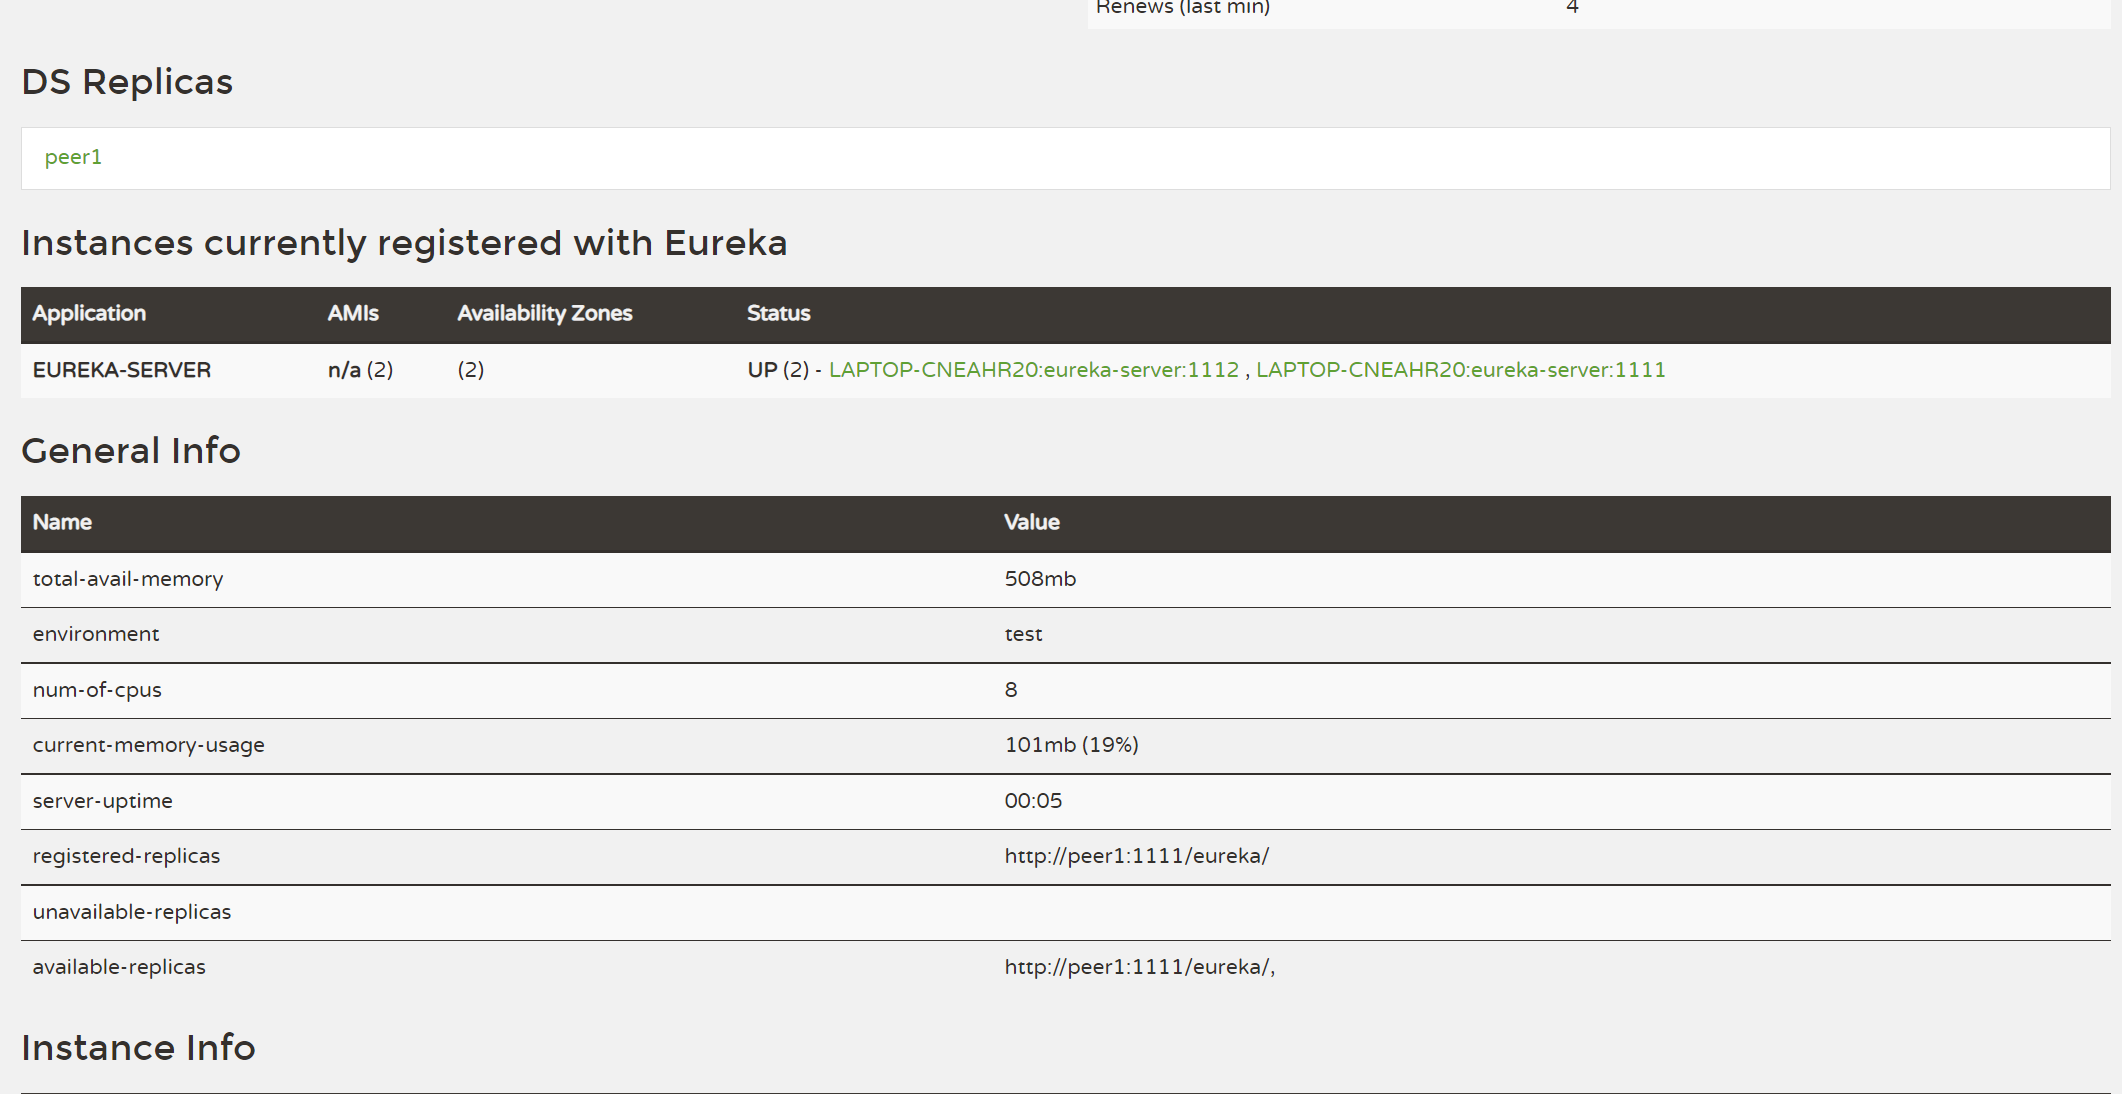 Renews (last min) 4
DS Replicas
peer1
Instances currently registered with Eureka
Application AMIs Availability Zones Status
EUREKA-SERVER n/a (2) (2) UP (2) - LAPTOP-CNEAHR20:eureka-server:1112 , LAPTOP-CNEAHR20:eureka-server:1111
General Info
Name Value
total-avail-memory 508mb
environment test
num-of-cpus 8
current-memory-usage 101mb (19%)
server-uptime 00:05
registered-replicas http://peer1:1111/eureka/
unavailable-replicas
available-replicas http://peer1:1111/eureka/,
Instance Info